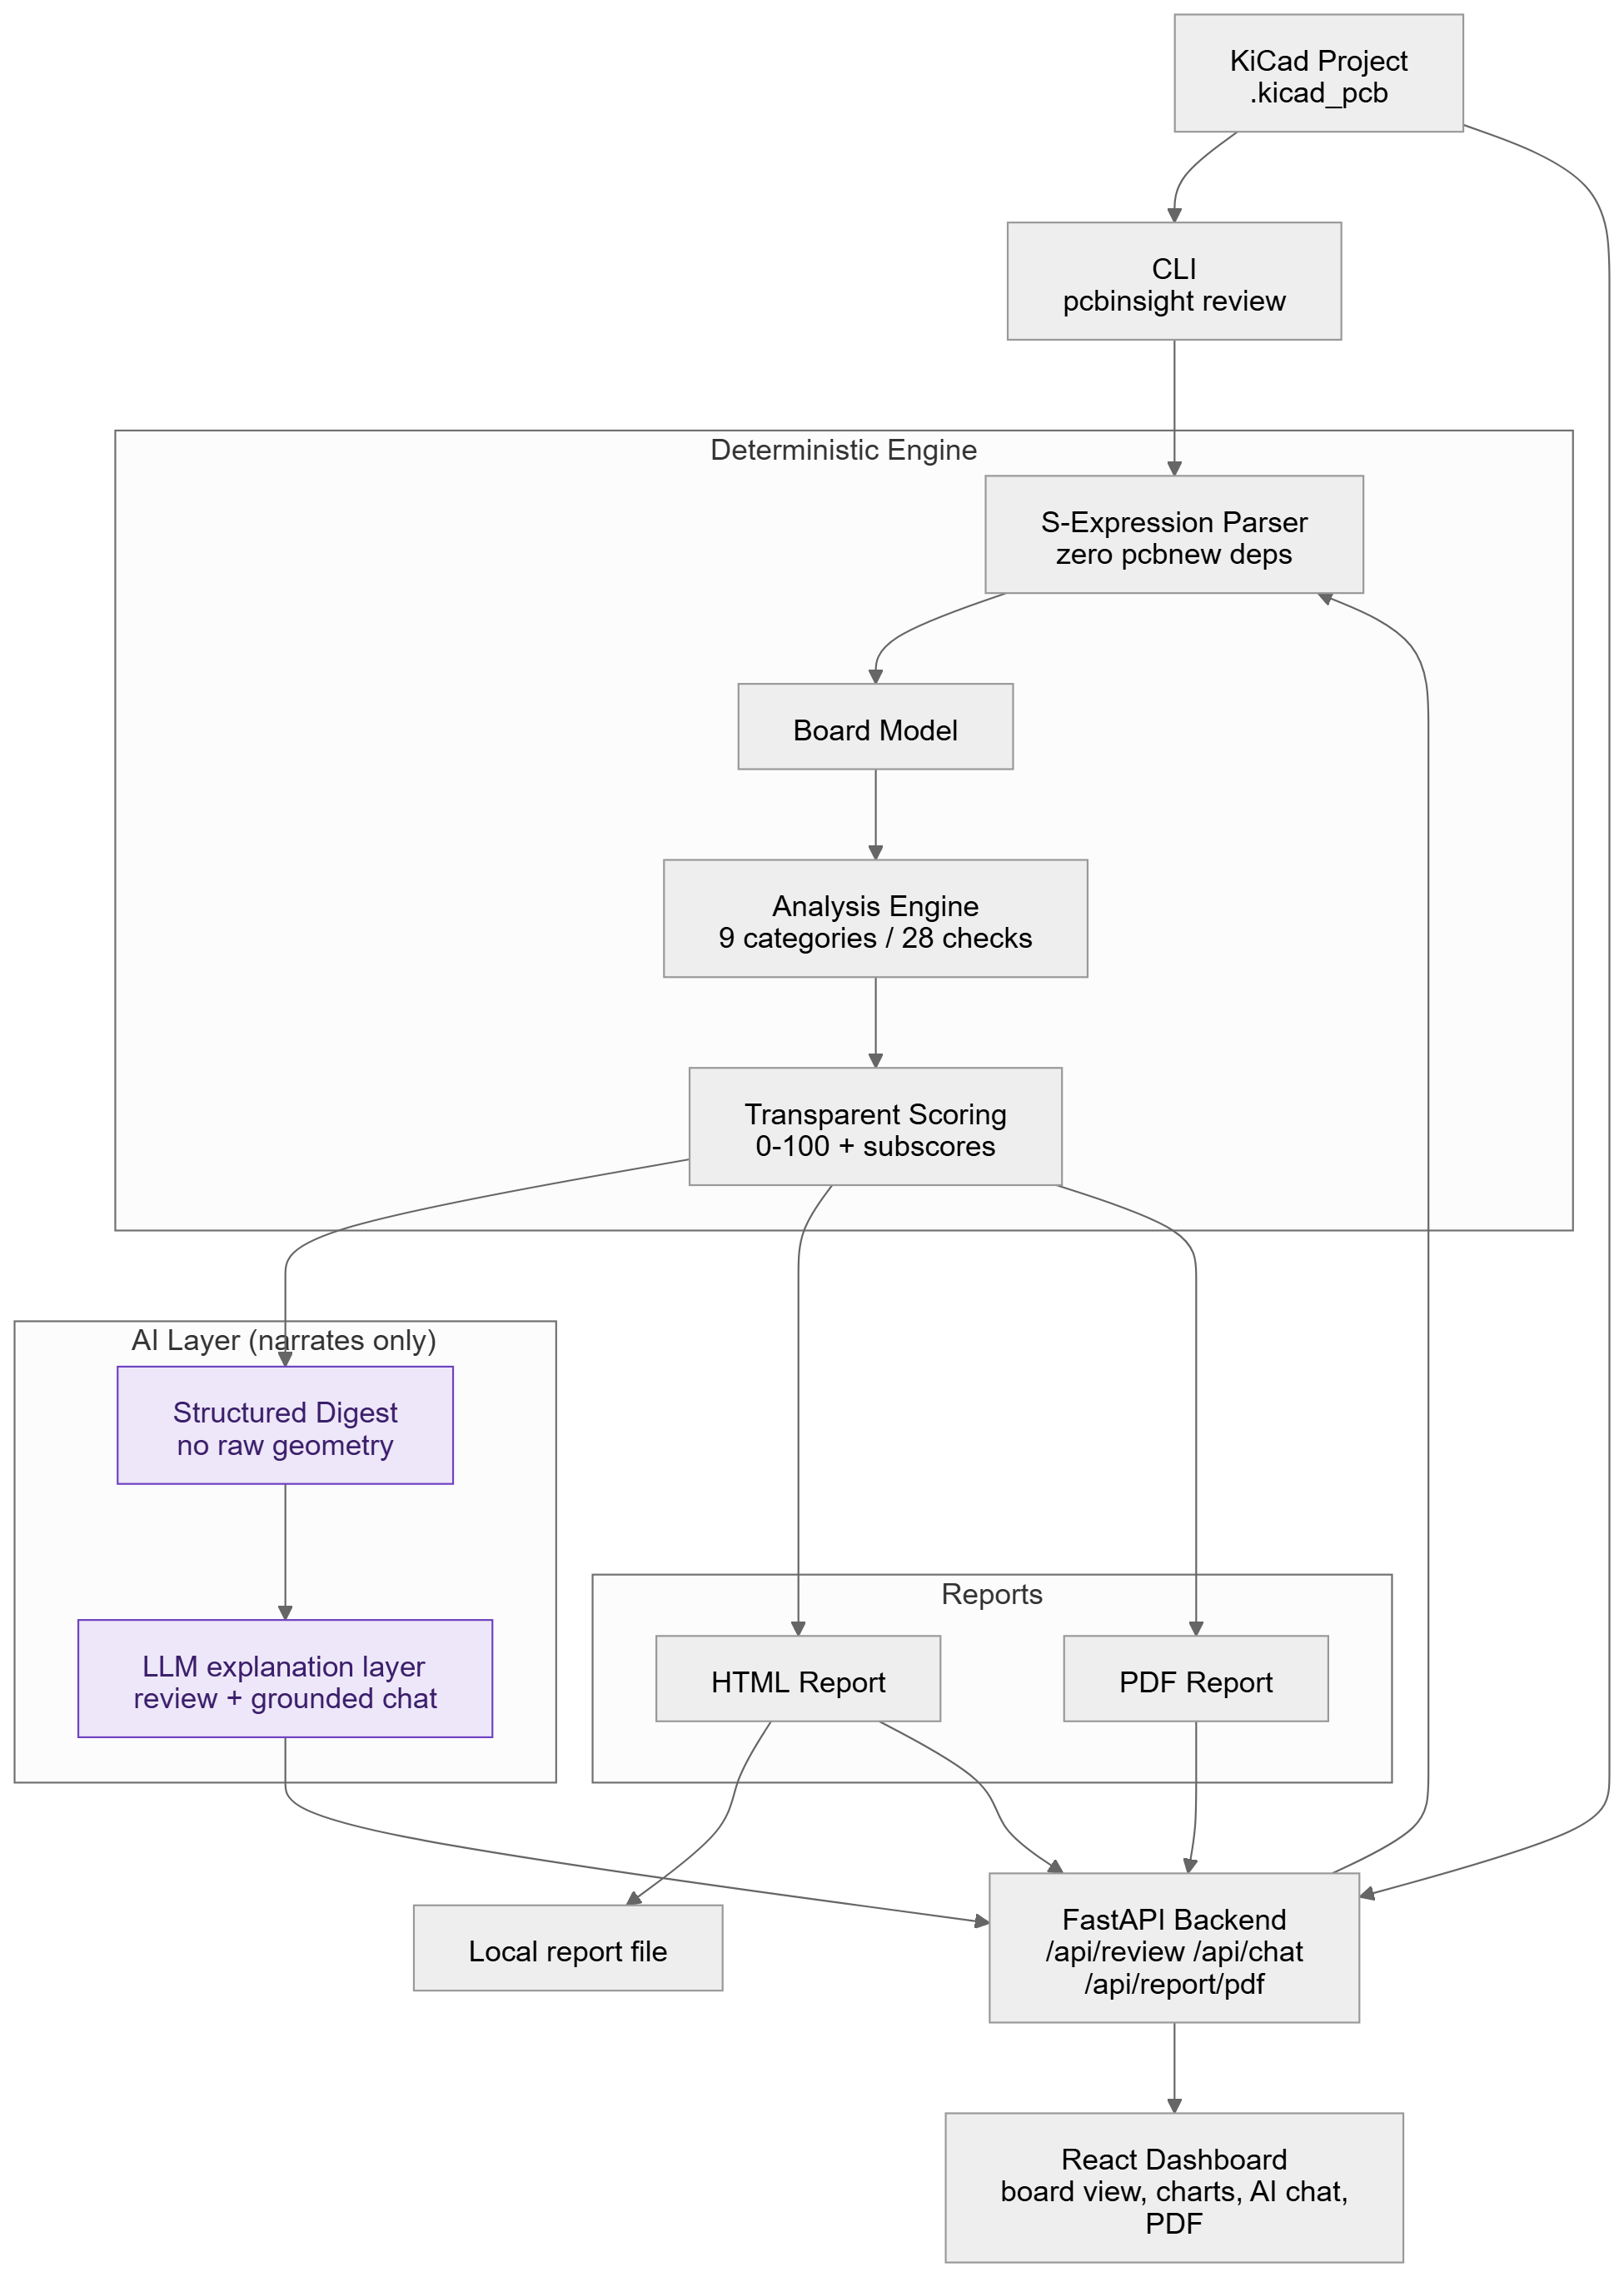 KiCad Project
.kicad_pcb
CLI
pcbinsight review
Deterministic Engine
S-Expression Parser
zero pcbnew deps
Board Model
Analysis Engine
9 categories / 28 checks
Transparent Scoring
0-100 + subscores
AI Layer (narrates only)
Structured Digest
no raw geometry
LLM explanation layer
review + grounded chat
Reports
HTML Report
PDF Report
Local report file
FastAPI Backend
/api/review /api/chat
/api/report/pdf
React Dashboard
board view, charts, AI chat,
PDF